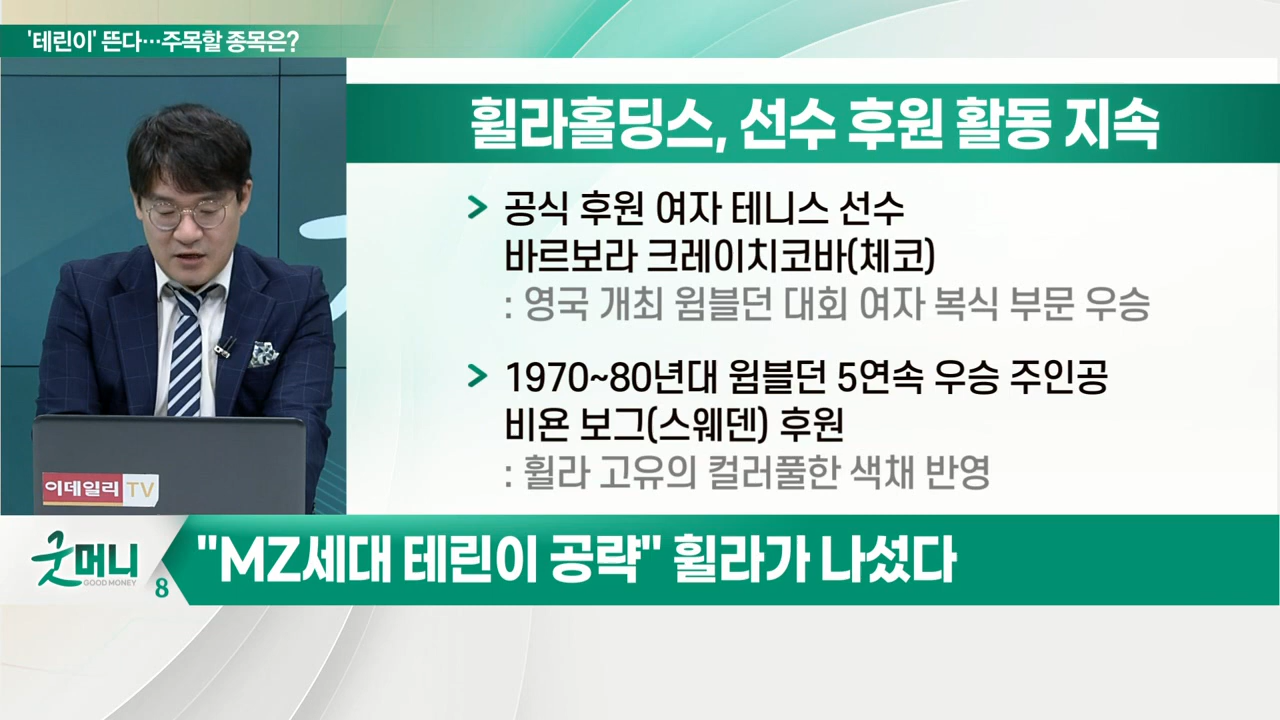 '테린이' 뜬다…주목할 종목은?
휠라홀딩스, 선수 후원 활동 지속
> 공식 후원 여자 테니스 선수
바르보라 크레이치코바(체코)
: 영국 개최 윔블던 대회 여자 복식 부문 우승
> 1970~80년대 윔블던 5연속 우승 주인공
비욘 보그(스웨덴) 후원
: 휠라 고유의 컬러풀한 색채 반영
이데일리TV
굿머니
GOOD MONEY
8
"MZ세대 테린이 공략" 휠라가 나섰다